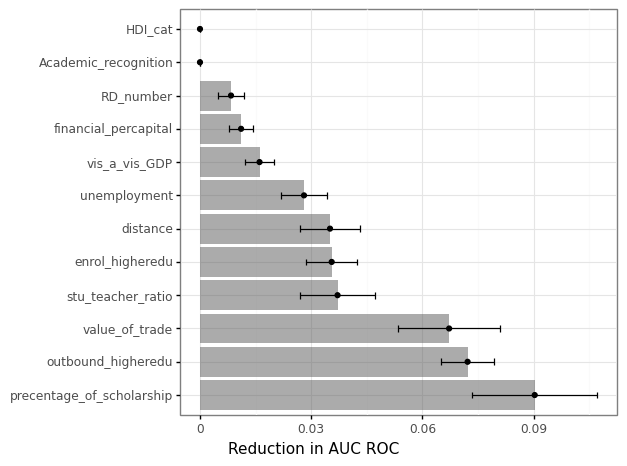 HDI_cat
Academic_recognition
RD_number
financial_percapital
vis_a_vis_GDP
unemployment
distance
enrol_higheredu
stu_teacher_ratio
value_of_trade
outbound_higheredu
precentage_of_scholarship
0 0.03 0.06 0.09
Reduction in AUC ROC